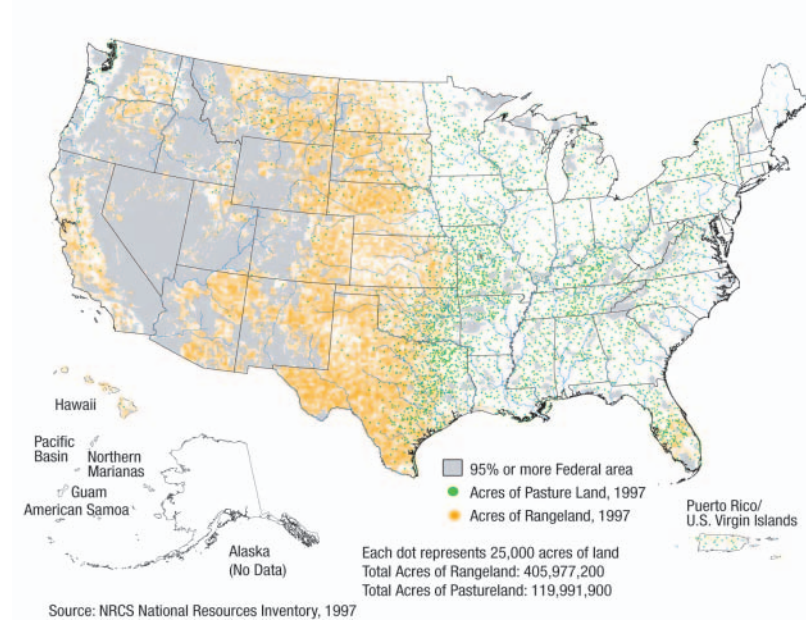 Hawaii
Pacific
Basin
Northern
Marianas
Guam
American Samoa
Alaska
(No Data)
95% or more Federal area
Acres of Pasture Land, 1997
Acres of Rangeland, 1997
Puerto Rico/
U.S. Virgin Islands
Each dot represents 25,000 acres of land
Total Acres of Rangeland: 405,977,200
Total Acres of Pastureland: 119,991,900
Source: NRCS National Resources Inventory, 1997